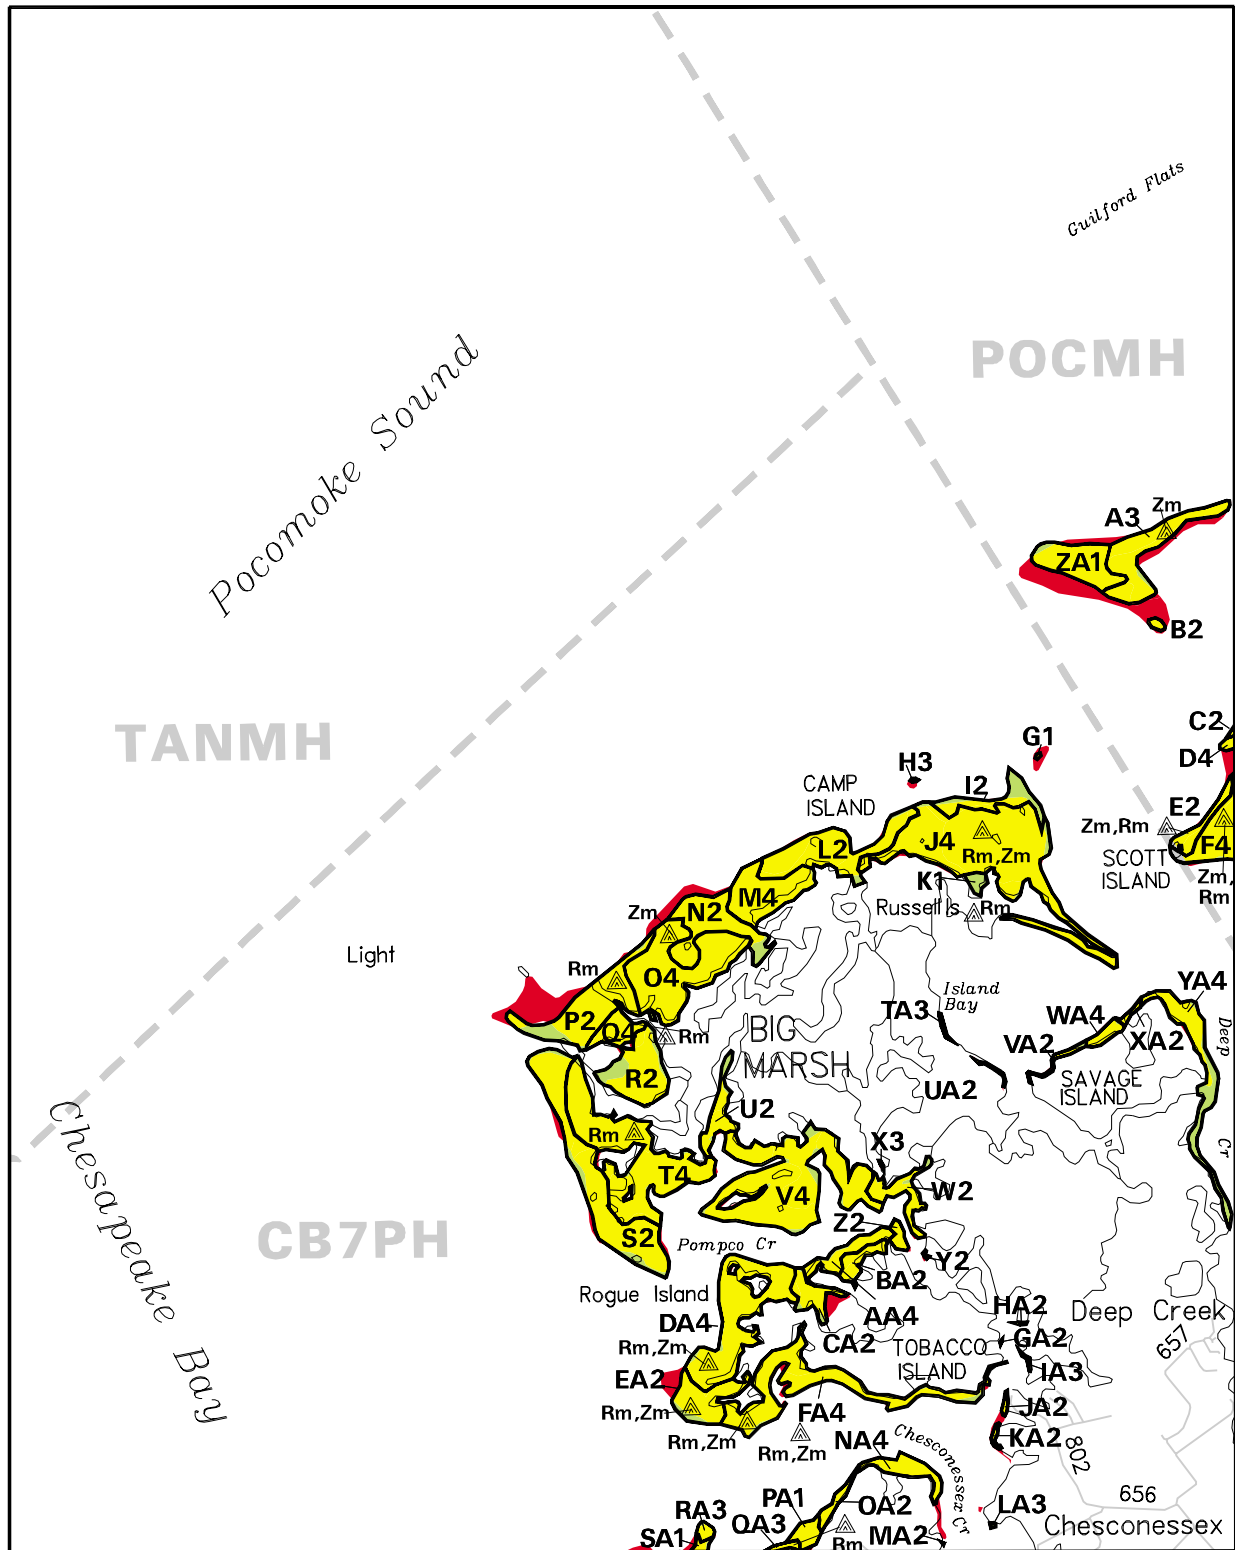 Guilford Flats
POCMH
Pocomoke Sound
Zm
A3
ZA1
B2
C2
TANMH
G1
D4
H3
I2
CAMP
ISLAND
E2
Zm,Rm
F4
L2
J4
Rm,Zm
SCOTT
ISLAND
K1
Zm,
Rm
M4
N2
Zm
Russell's
Rm
Light
Rm
O4
YA4
Island
Bay
TA3
WA4
P2
Q4
Rm
BIG
MARSH
VA2
XA2
Deep
R2
UA2
SAVAGE
ISLAND
Chesapeake Bay
U2
Rm
X3
Cr
T4
V4
W2
Z2
S2
CB7PH
Pompco Cr
Y2
BA2
Rogue Island
HA2
Deep Creek
DA4
AA4
GA2
657
Rm,Zm
CA2
TOBACCO
ISLAND
IA3
EA2
Rm,Zm
FA4
JA2
Rm,Zm
NA4
KA2
802
Rm,Zm
Chesconessex Cr
656
PA1
OA2
LA3
RA3
QA3
MA2
Chesconessex
SA1
Rm